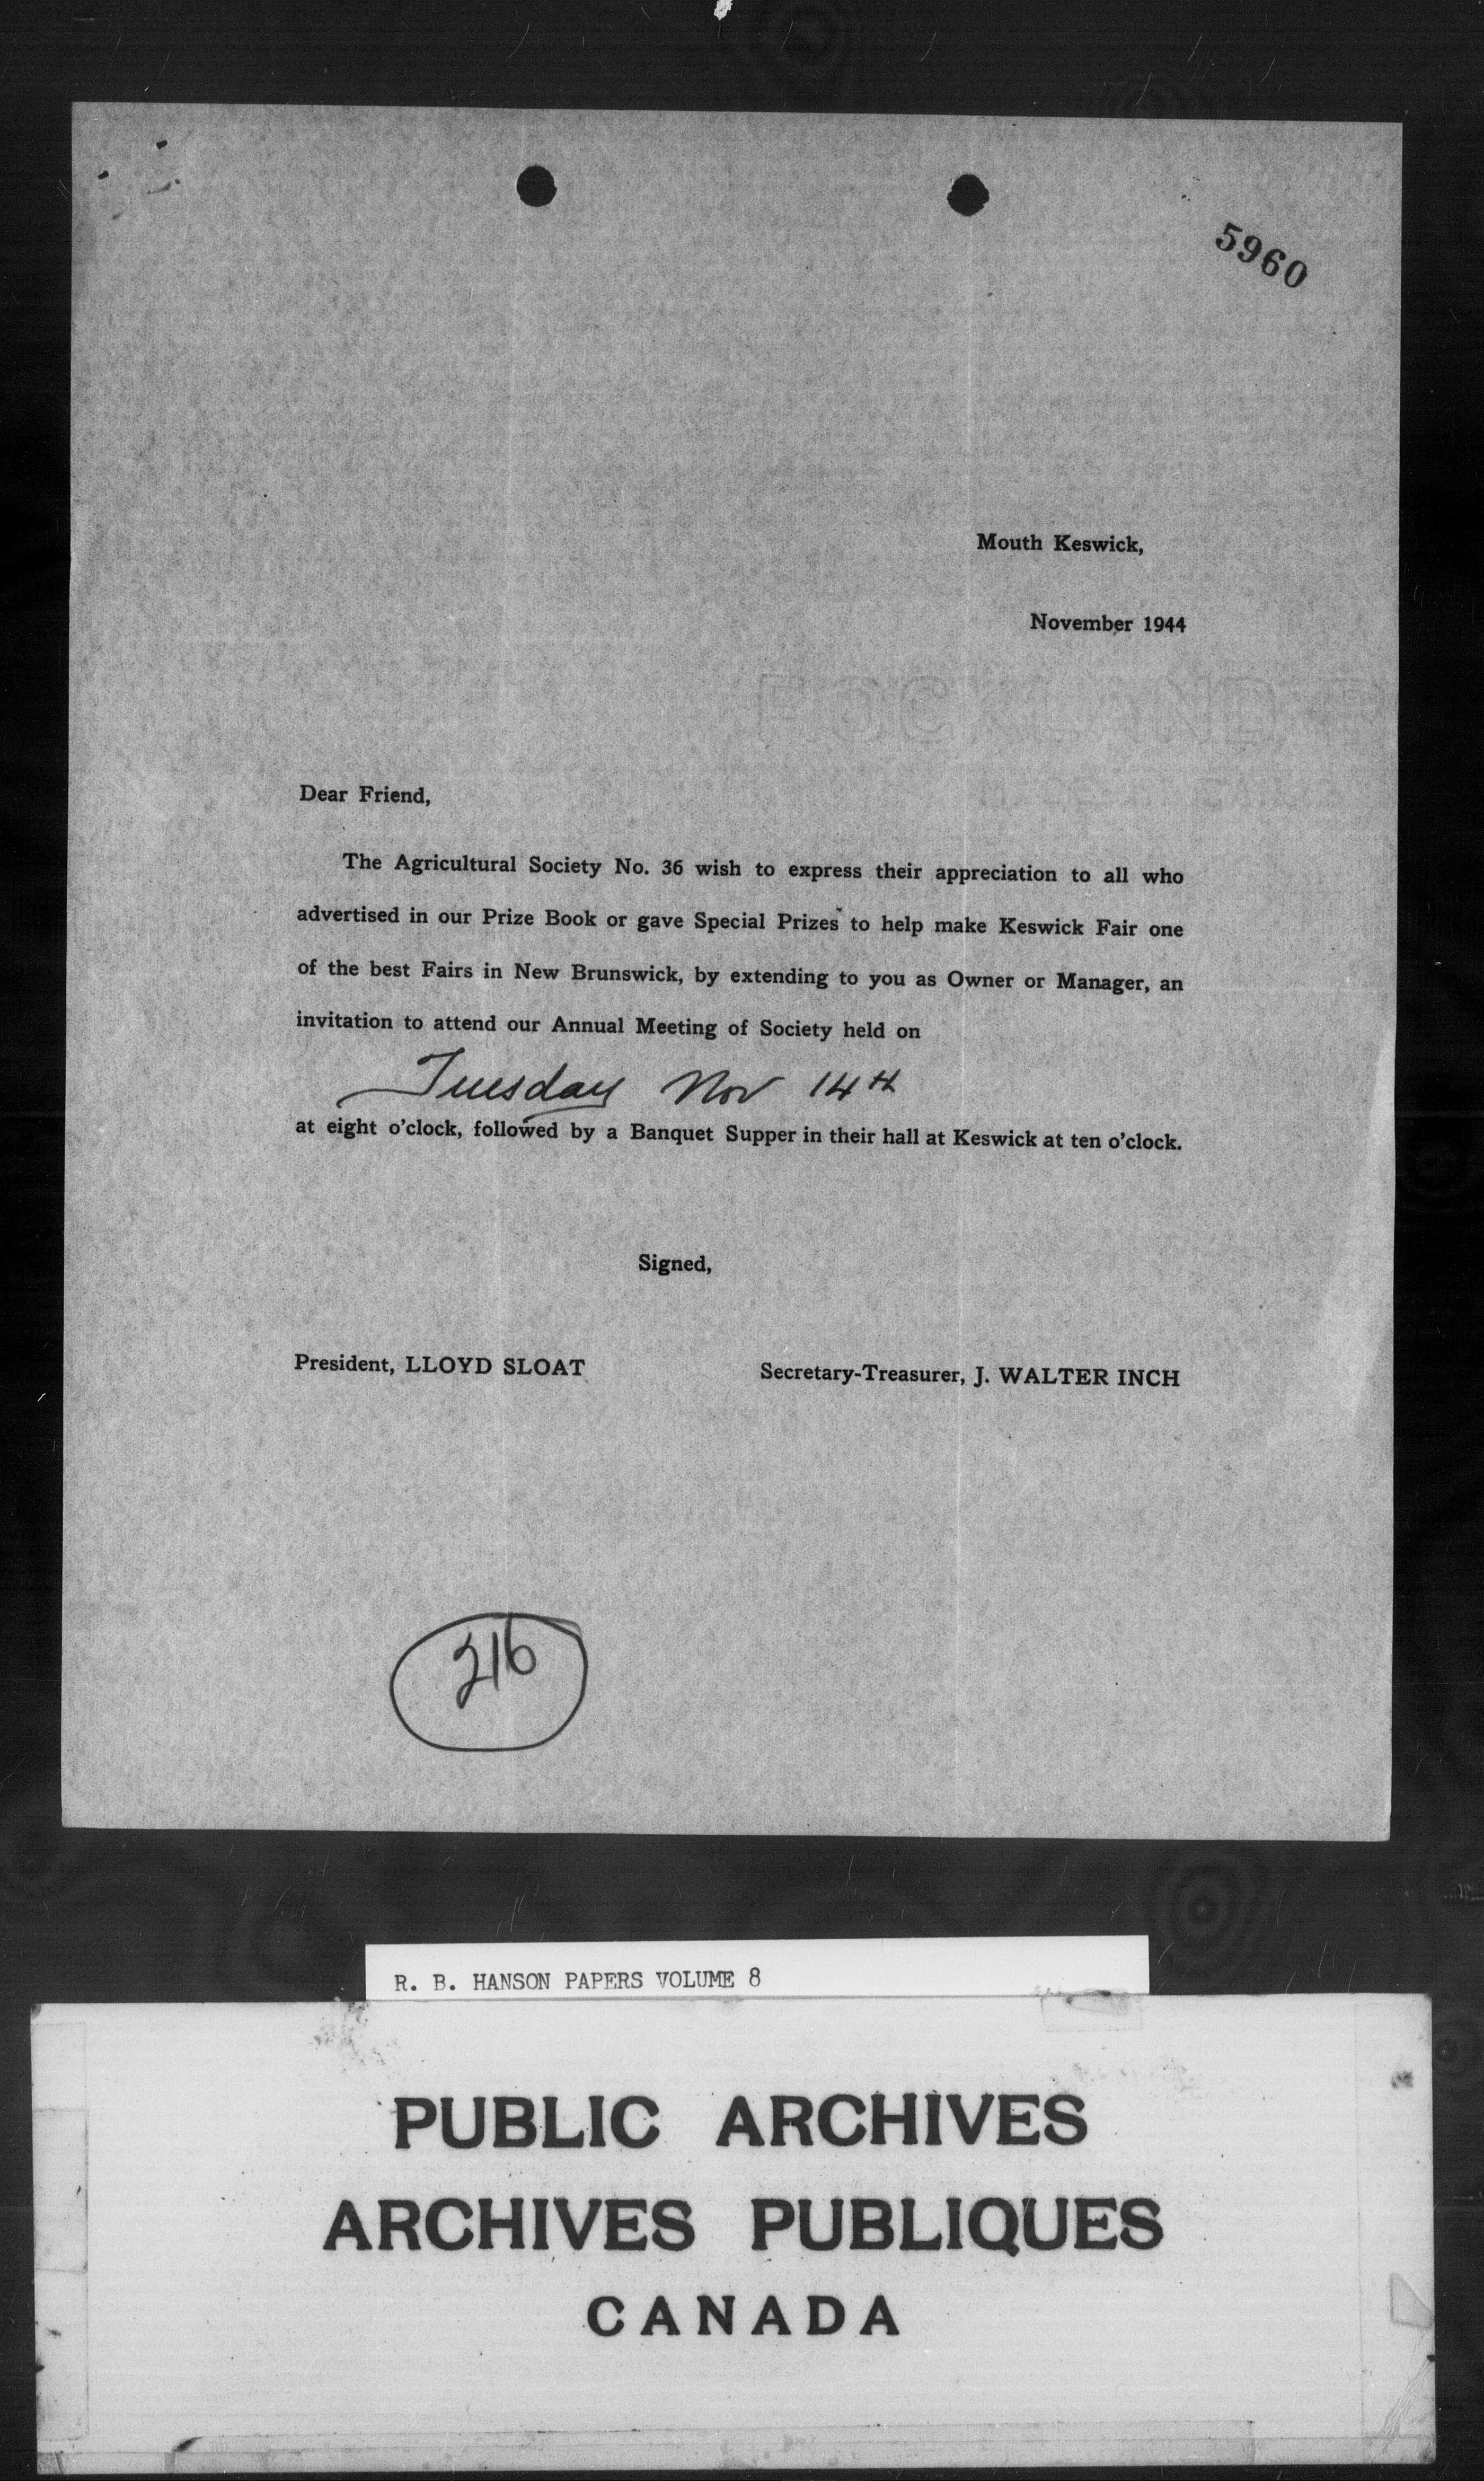 5960
Mouth Keswick,
November 1944
Dear Friend,
The Agricultural Society No. 36 wish to express their appreciation to all who
advertised in our Prize Book or gave Special Prizes to help make Keswick Fair one
of the best Fairs in New Brunswick, by extending to you as Owner or Manager, an
invitation to attend our Annual Meeting of Society held on
Tuesday Nov 14th
at eight o'clock, followed by a Banquet Supper in their hall at Keswick at ten o'clock.
Signed,
President, LLOYD SLOAT Secretary-Treasurer, J. WALTER INCH
216
R. B. HANSON PAPERS VOLUME 8
PUBLIC ARCHIVES
ARCHIVES PUBLIQUES
CANADA